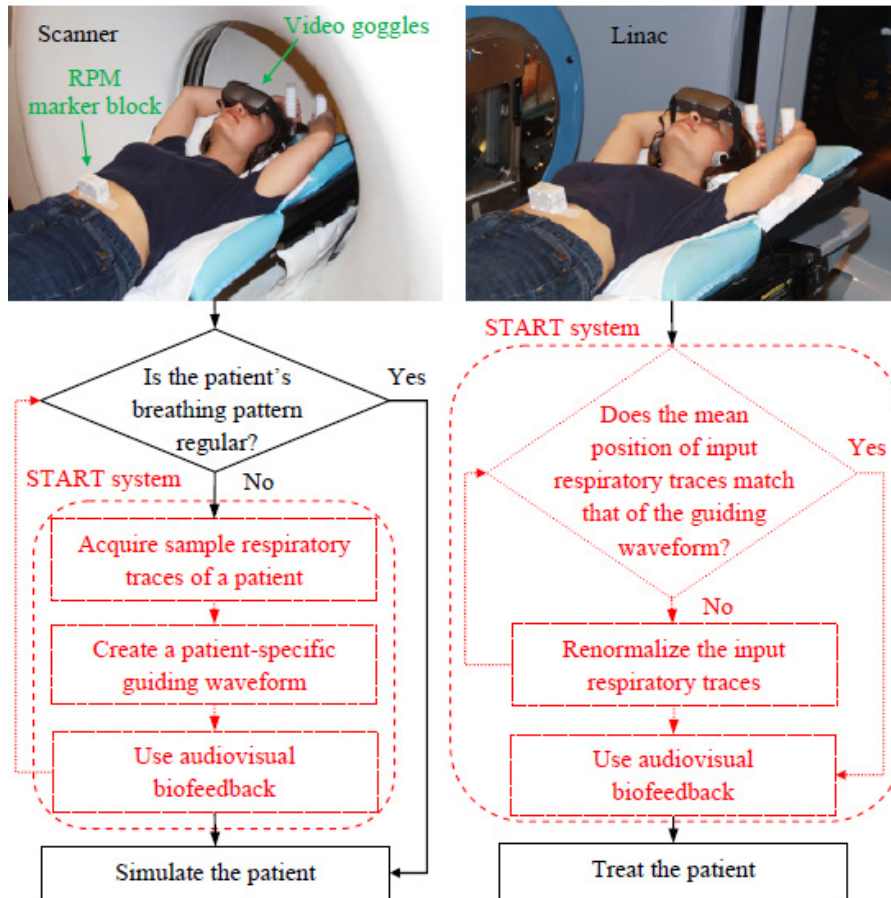 Scanner
Video goggles
RPM
marker block
Is the patient’s
breathing pattern
regular?
Yes
No
START system
Acquire sample respiratory
traces of a patient
Create a patient-specific
guiding waveform
Use audiovisual
biofeedback
Simulate the patient
Linac
START system
Does the mean
position of input
respiratory traces match
that of the guiding
waveform?
Yes
No
Renormalize the input
respiratory traces
Use audiovisual
biofeedback
Treat the patient